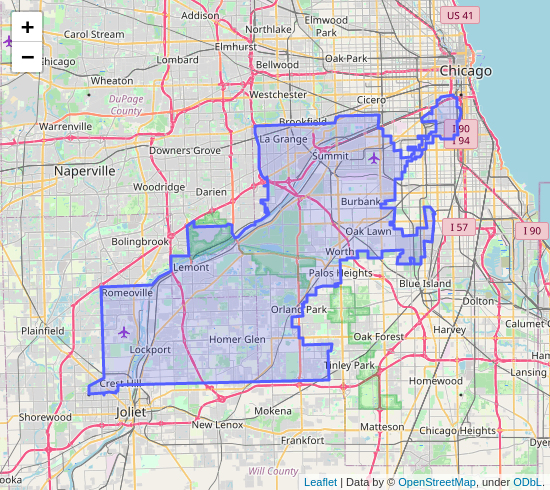 +
−
US 41
Addison
Elmwood
Park
Northlake
Carol Stream
Elmhurst
Oak Park
Chicago
Lombard
Bellwood
Chicago
Wheaton
Westchester
Cicero
DuPage
County
Warrenville
Brookfield
I 90
I 94
La Grange
Downers Grove
Summit
Naperville
Woodridge
Darien
Burbank
Oak Lawn
I 57
I 90
Bolingbrook
Worth
Lemont
Palos Heights
Blue Island
Romeoville
Dolton
Orland Park
Plainfield
Harvey
Calumet C
Homer Glen
Oak Forest
Lockport
Ham
Tinley Park
Lansing
Crest Hill
Homewood
Shorewood
Joliet
Mokena
New Lenox
Matteson
Chicago Heights
Frankfort
Dyer
Will County
ooka
Leaflet | Data by © OpenStreetMap, under ODbL.